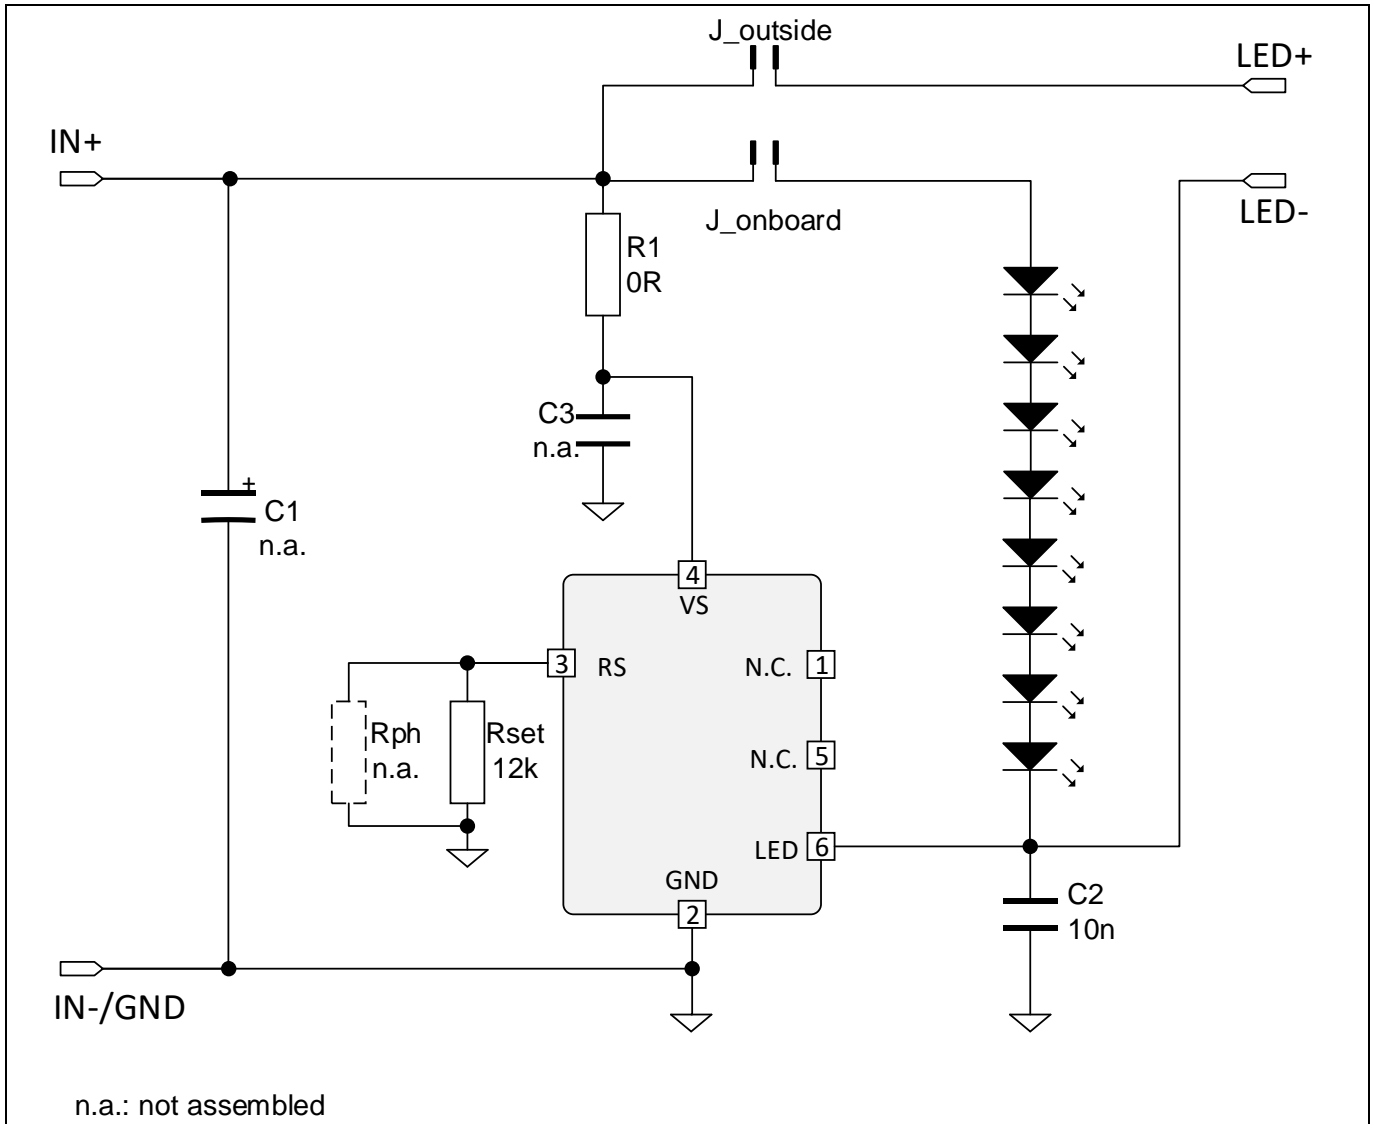 J_outside
LED+
IN+
LED-
J_onboard
R1
0R
C3
n.a.
+
C1
n.a.
4
VS
3
RS
N.C.
1
Rph
n.a.
Rset
12k
N.C.
5
LED
6
GND
2
C2
10n
IN-/GND
n.a.: not assembled